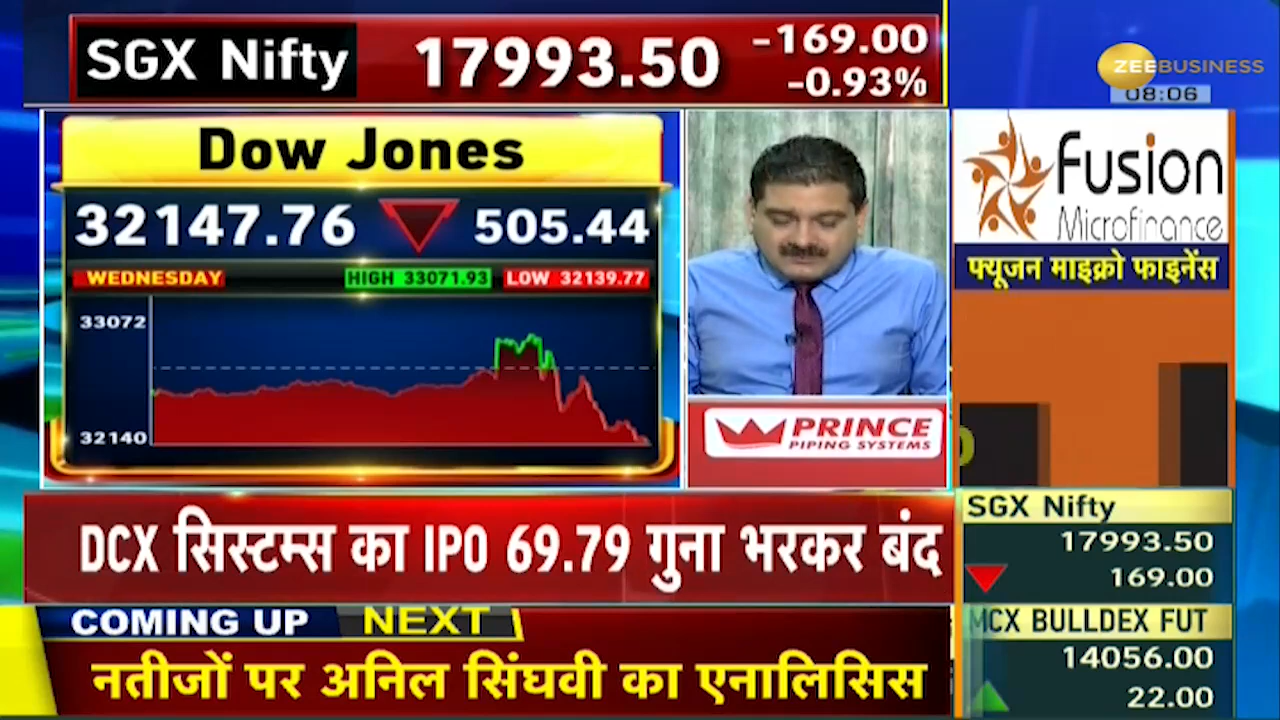 SGX Nifty 17993.50 -169.00
-0.93%
ZEEBUSINESS
08:06
Dow Jones
32147.76 505.44
WEDNESDAY HIGH 33071.93 LOW 32139.77
33072
32140
Fusion
Microfinance
फ्यूजन माइक्रो फाइनेंस
PRINCE
PIPING SYSTEMS
DCX सिस्टम्स का IPO 69.79 गुना भरकर बंद
COMING UP NEXT
नतीजों पर अनिल सिंघवी का एनालिसिस
SGX Nifty
17993.50
169.00
MCX BULLDEX FUT
14056.00
22.00